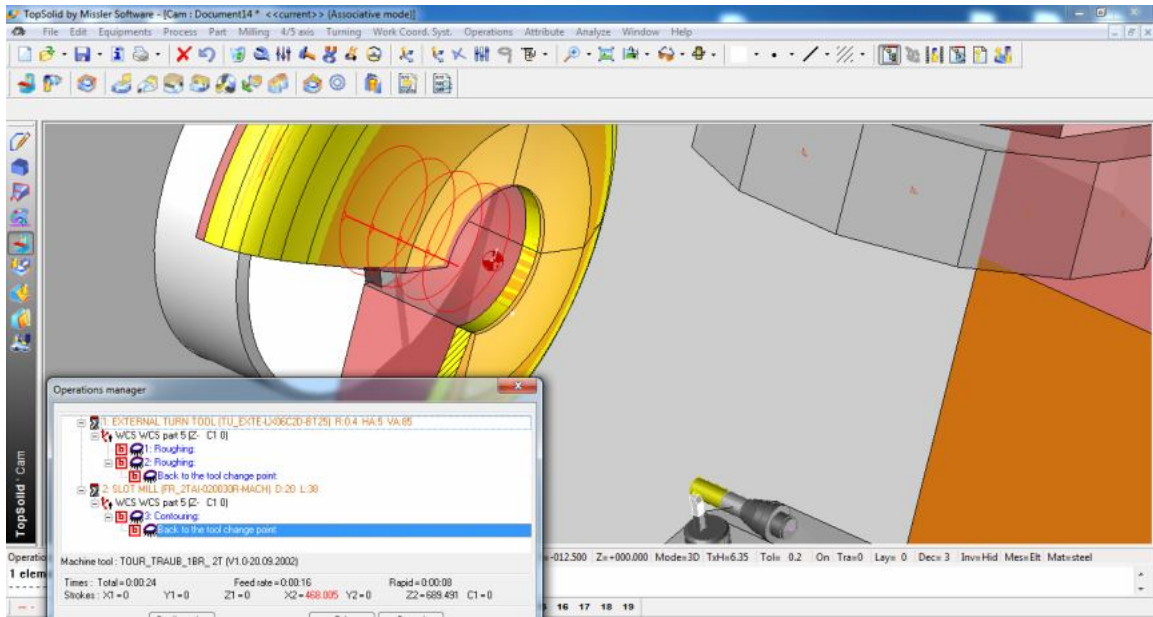 TopSolid by Missler Software - [Cam : Document14 * <<current>> (Associative mode)]
File Edit Equipments Process Part Milling 4/5 axis Turning Work Coord. Syst. Operations Attribute Analyze Window Help
TopSolid'Cam
Operations manager
1: EXTERNAL TURN TOOL (TU_EXTE-LX06C2D-BT25) R:0.4 HA:5 VA:85
WCS WCS part 5 (Z- C1 0)
1: Roughing:
2: Roughing:
Back to the tool change point
2: SLOT MILL (FR_2TAI-020030R-MACH) D:20 L:38
WCS WCS part 5 (Z- C1 0)
3: Contouring:
Back to the tool change point
Machine tool : TOUR_TRAUB_1BR_2T (V1.0-20.09.2002)
Times : Total=0:00:24 Feed rate=0:00:16 Rapid=0:00:08
Strokes : X1=0 Y1=0 Z1=0 X2=468.005 Y2=0 Z2=689.491 C1=0
Operatio
=-012.500 Z=+000.000 Mode=3D TxH=6.35 Tol= 0.2 On Tra=0 Lay= 0 Dec= 3 Inv=Hid Mes=Elt Mat=steel
1 elem
16 17 18 19